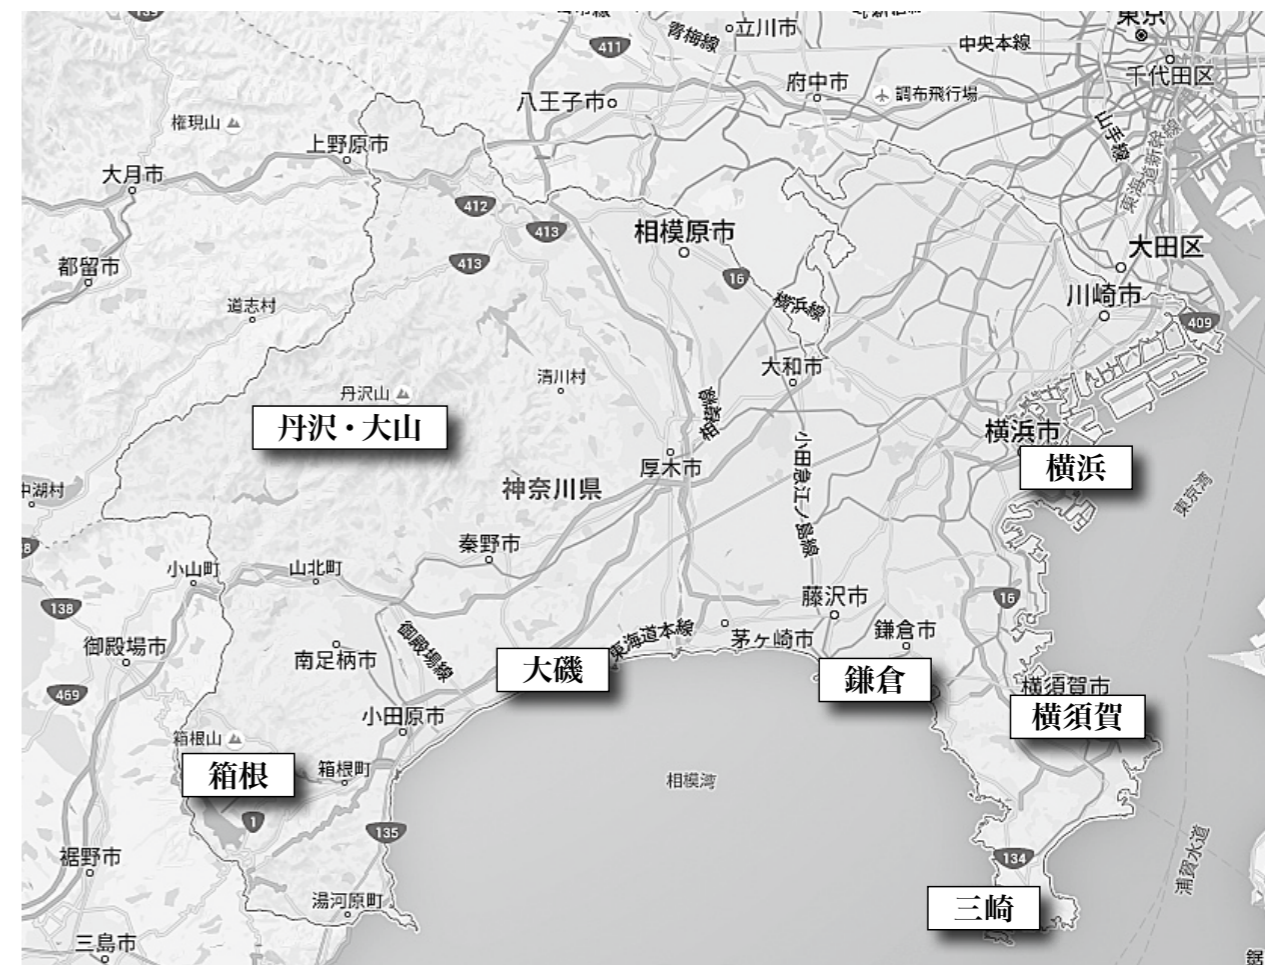 青梅線
立川市
東京
411
中央本線
千代田区
府中市
調布飛行場
八王子市
権現山
上野原市
山手線
東海道新幹線
大月市
412
413
相模原市
大田区
都留市
413
16
道志村
横浜線
川崎市
409
大和市
清川村
丹沢山
丹沢・大山
相模線
横浜市
小田急江ノ島線
厚木市
横浜
神奈川県
東京湾
秦野市
小山町
山北町
138
16
藤沢市
御殿場市
御殿場線
東海道本線
茅ヶ崎市
鎌倉市
南足柄市
大磯
鎌倉
469
横須賀市
小田原市
横須賀
箱根山
箱根
箱根町
相模湾
1
135
裾野市
134
浦賀水道
湯河原町
三崎
三島市